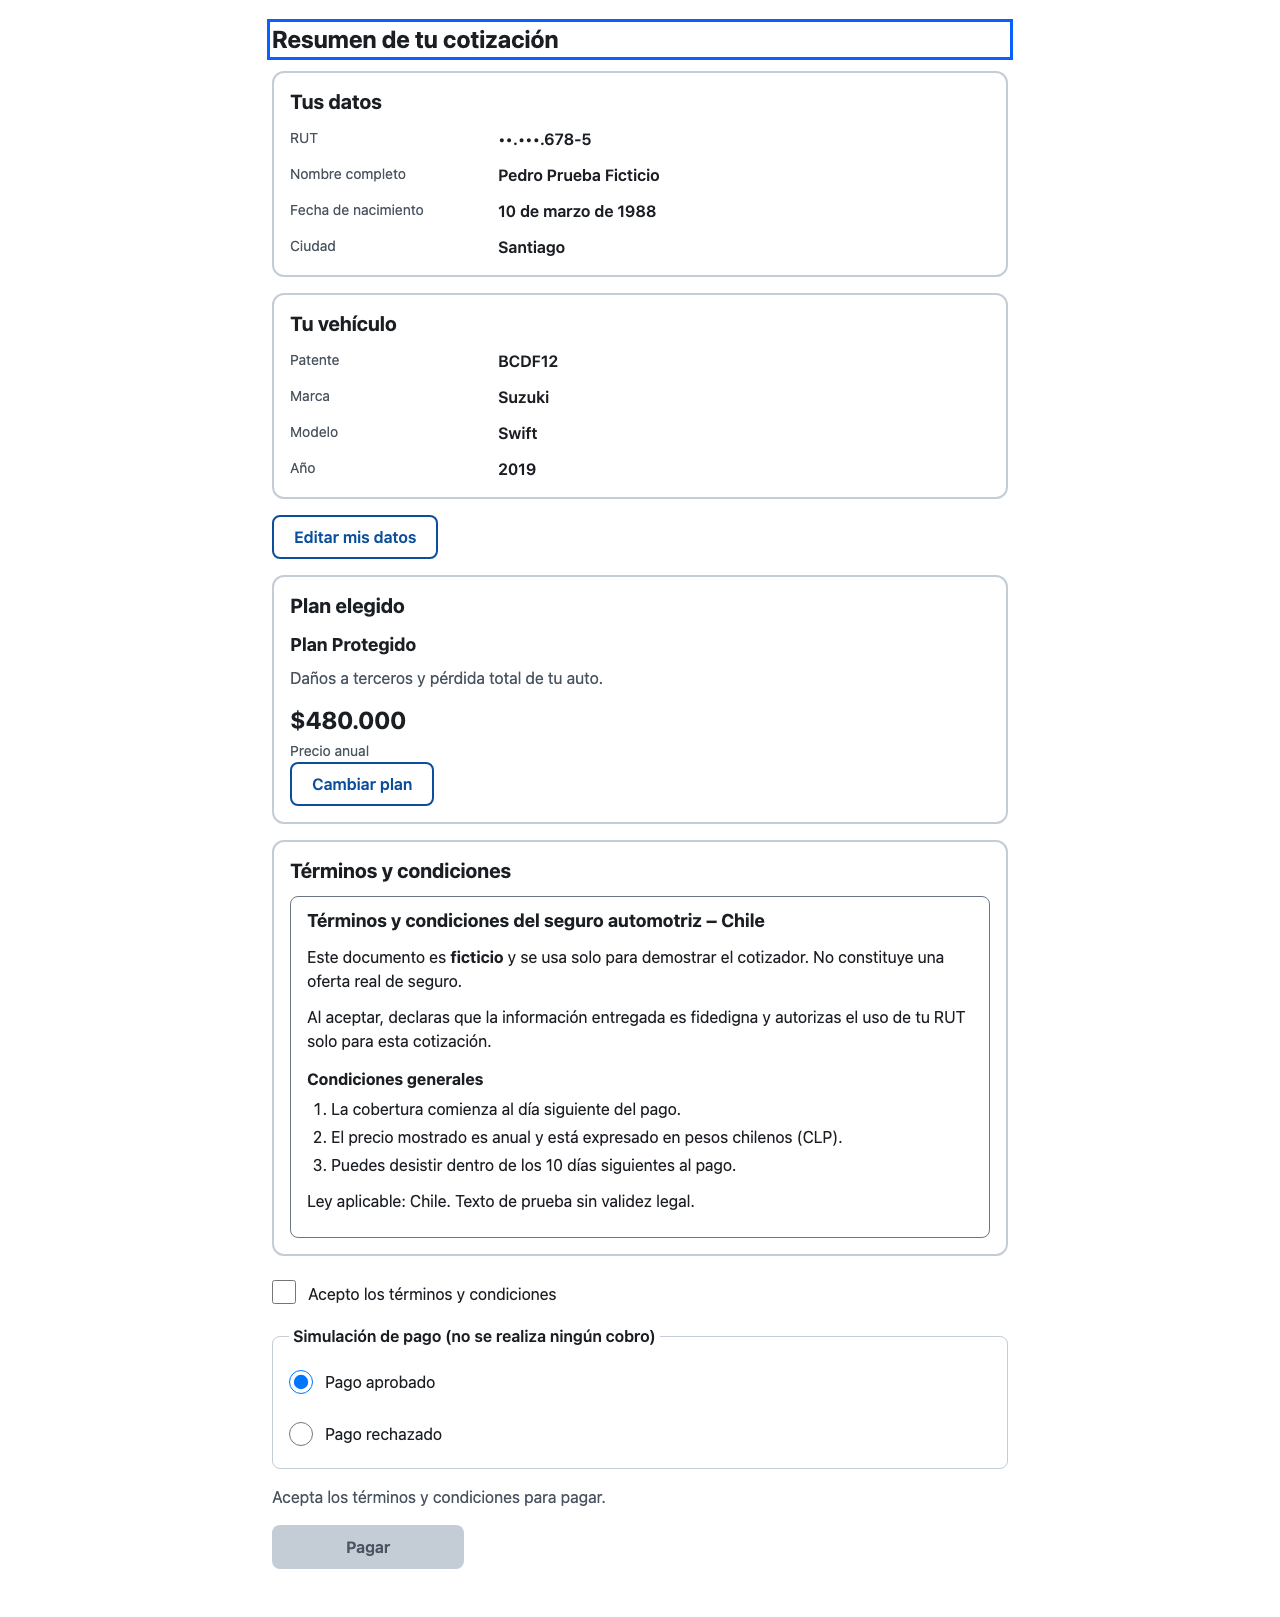 Resumen de tu cotización
Tus datos
RUT
••.•••.678-5
Nombre completo
Pedro Prueba Ficticio
Fecha de nacimiento
10 de marzo de 1988
Ciudad
Santiago
Tu vehículo
Patente
BCDF12
Marca
Suzuki
Modelo
Swift
Año
2019
Editar mis datos
Plan elegido
Plan Protegido
Daños a terceros y pérdida total de tu auto.
$480.000
Precio anual
Cambiar plan
Términos y condiciones
Términos y condiciones del seguro automotriz – Chile
Este documento es ficticio y se usa solo para demostrar el cotizador. No constituye una
oferta real de seguro.
Al aceptar, declaras que la información entregada es fidedigna y autorizas el uso de tu RUT
solo para esta cotización.
Condiciones generales
1. La cobertura comienza al día siguiente del pago.
2. El precio mostrado es anual y está expresado en pesos chilenos (CLP).
3. Puedes desistir dentro de los 10 días siguientes al pago.
Ley aplicable: Chile. Texto de prueba sin validez legal.
Acepto los términos y condiciones
Simulación de pago (no se realiza ningún cobro)
Pago aprobado
Pago rechazado
Acepta los términos y condiciones para pagar.
Pagar